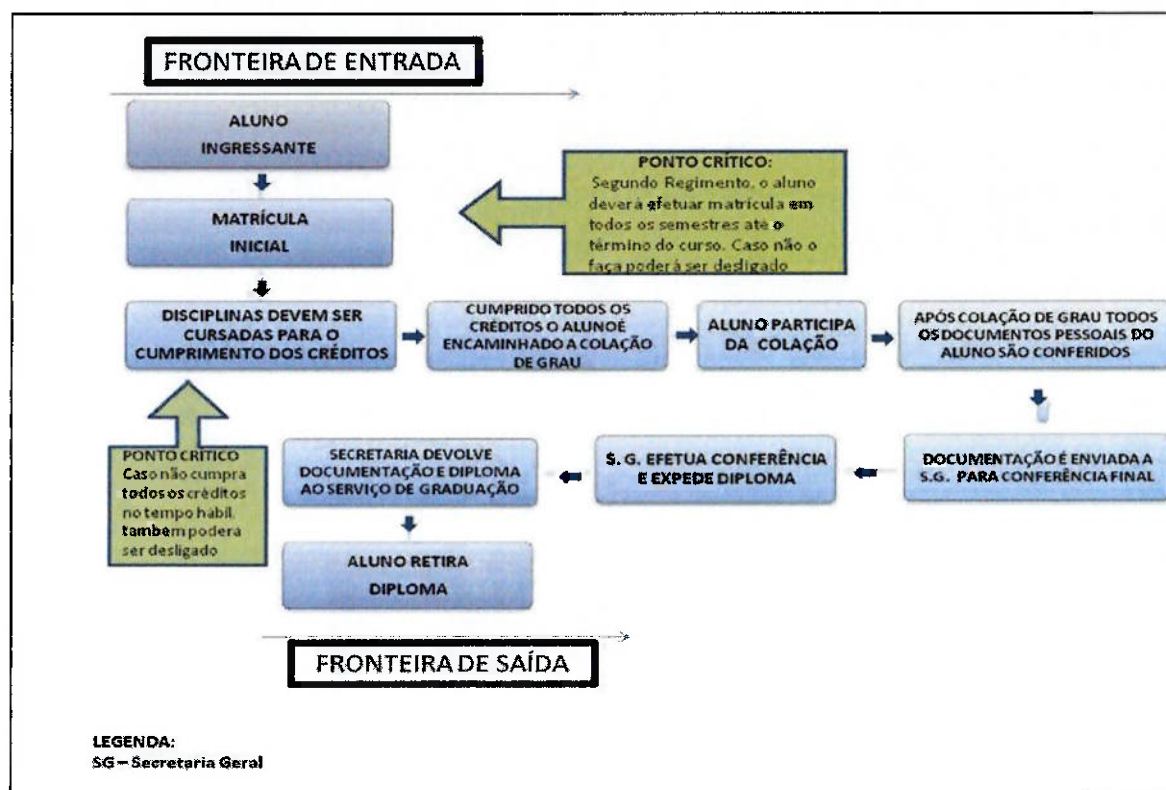 FRONTEIRA DE ENTRADA
ALUNO
INGRESSANTE
PONTO CRÍTICO:
Segundo Regimento, o aluno
deverá efetuar matrícula em
todos os semestres até o
término do curso. Caso não o
faça poderá ser desligado
MATRÍCULA
INICIAL
DISCIPLINAS DEVEM SER
CURSADAS PARA O
CUMPRIMENTO DOS CRÉDITOS
CUMPRIDO TODOS OS
CRÉDITOS O ALUNOÉ
ENCAMINHADO A COLAÇÃO
DE GRAU
ALUNO PARTICIPA
DA COLAÇÃO
APÓS COLAÇÃO DE GRAU TODOS
OS DOCUMENTOS PESSOAIS DO
ALUNO SÃO CONFERIDOS
PONTO CRÍTICO
Caso não cumpra
todos os créditos
no tempo hábil,
também poderá
ser desligado
SECRETARIA DEVOLVE
DOCUMENTAÇÃO E DIPLOMA
AO SERVIÇO DE GRADUAÇÃO
S. G. EFETUA CONFERÊNCIA
E EXPEDE DIPLOMA
DOCUMENTAÇÃO É ENVIADA A
S.G. PARA CONFERÊNCIA FINAL
ALUNO RETIRA
DIPLOMA
FRONTEIRA DE SAÍDA
LEGENDA:
SG – Secretaria Geral